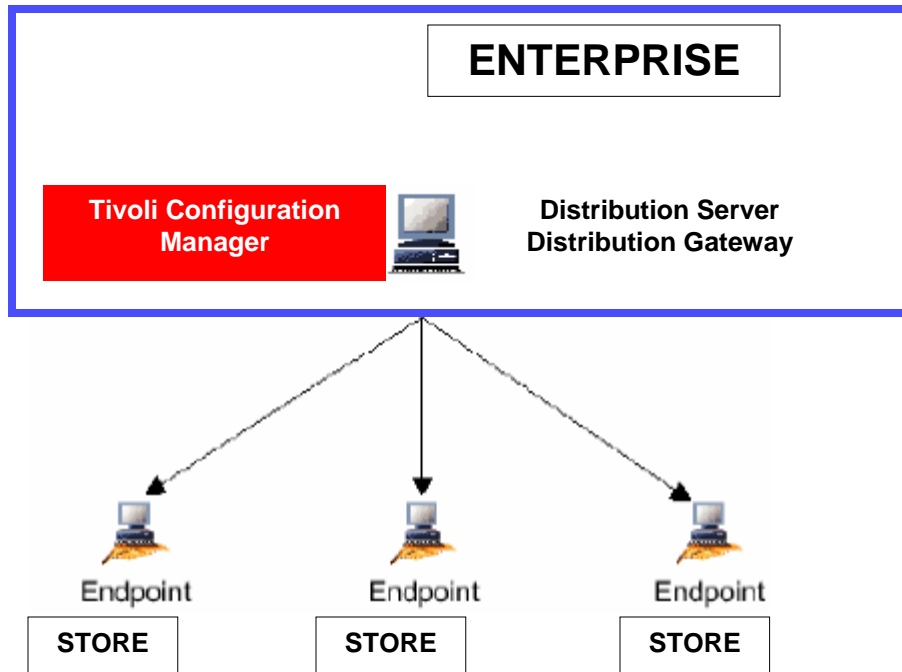 ENTERPRISE
Tivoli Configuration
Manager
Distribution Server
Distribution Gateway
Endpoint
Endpoint
Endpoint
STORE
STORE
STORE